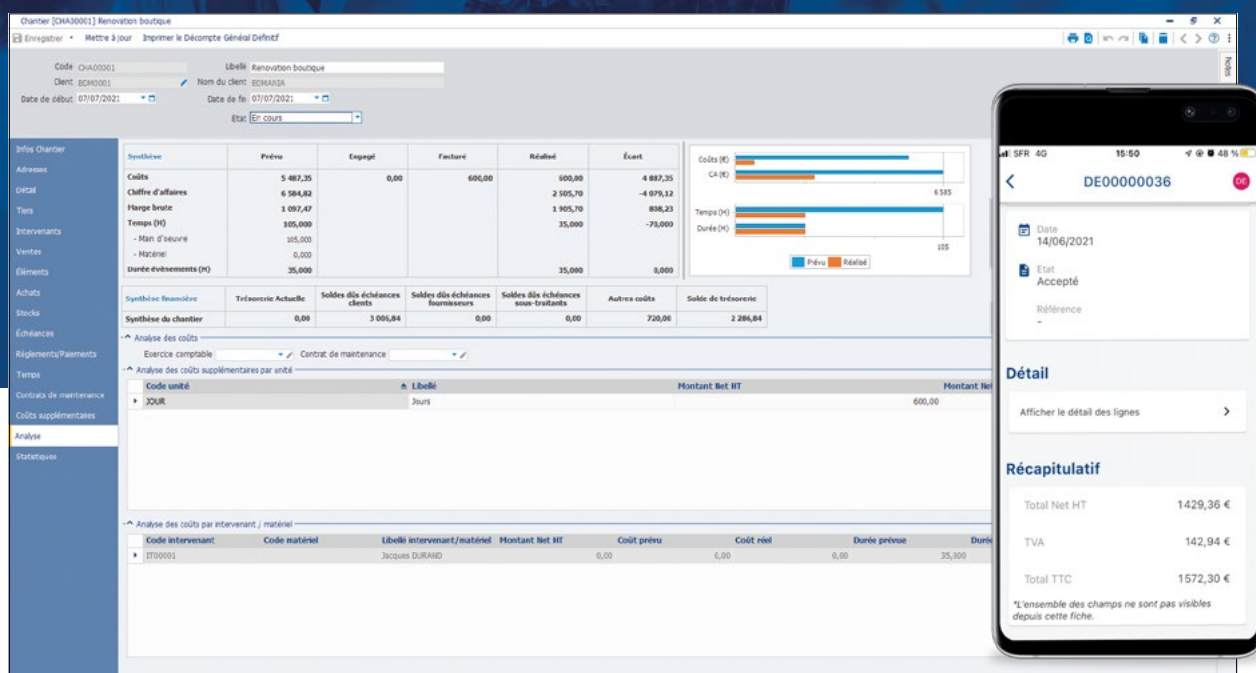 Chantier [CHA30001] Renovation boutique
Enregistrer Mettre à jour Imprimer le Décompte Général Définitif
Code CHA00001 Libellé Renovation boutique
Client EDM0001 Nom du client EDMANIA
Date de début 07/07/2021 Date de fin 07/07/2021
Etat En cours
Notes
Infos Chantier
Adresses
Détail
Tiers
Intervenants
Ventes
Éléments
Achats
Stocks
Échéances
Réglements/Paiements
Temps
Contrats de maintenance
Coûts supplémentaires
Analyse
Statistiques
Synthèse Prévu Engagé Facturé Réalisé Écart
Coûts 5 487,35 0,00 600,00 600,00 4 887,35
Chiffre d'affaires 6 584,82 2 505,70 -4 079,12
Marge brute 1 097,47 1 905,70 808,23
Temps (H) 105,000 35,000 -73,000
- Main d'oeuvre 105,000
- Matériel 0,000
Durée évènements (H) 35,000 35,000 0,000
Coûts (€)
CA (€)
6 585
Temps (H)
Durée (H)
105
Prévu Réalisé
Synthèse financière Trésorerie Actuelle Soldes dûs échéances clients Soldes dûs échéances fournisseurs Soldes dûs échéances sous-traitants Autres coûts Solde de trésorerie
Synthèse du chantier 0,00 3 006,84 0,00 0,00 720,00 2 286,84
Analyse des coûts
Exercice comptable Contrat de maintenance
Analyse des coûts supplémentaires par unité
Code unité Libellé Montant Net HT Montant Net
JOUR Jours 600,00
Analyse des coûts par intervenant / matériel
Code intervenant Code matériel Libellé intervenant/matériel Montant Net HT Coût prévu Coût réel Durée prévue Durée
IT00001 Jacques DURAND 0,00 0,00 0,00 35,000
SFR 4G 15:50 48 %
DE00000036 DE
Date
14/06/2021
Etat
Accepté
Référence
-
Détail
Afficher le détail des lignes
Récapitulatif
Total Net HT 1429,36 €
TVA 142,94 €
Total TTC 1572,30 €
*L'ensemble des champs ne sont pas visibles
depuis cette fiche.